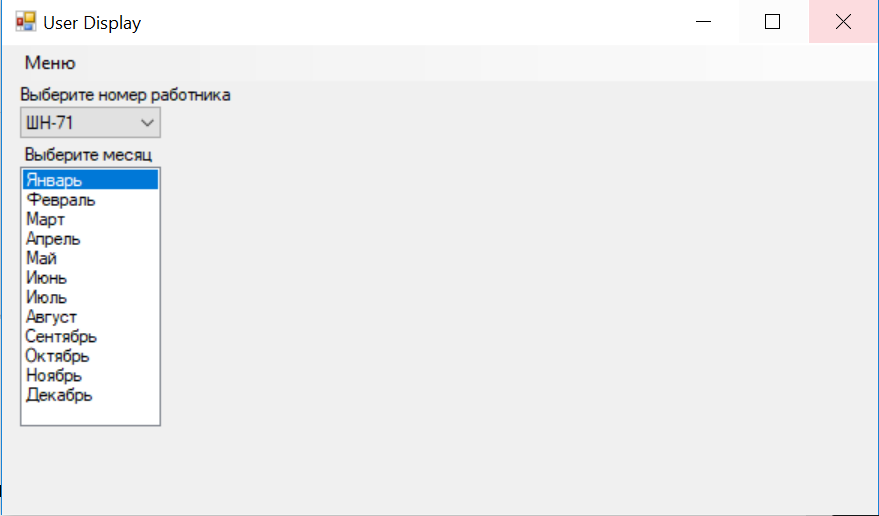 User Display
Меню
Выберите номер работника
ШН-71
Выберите месяц
Январь
Февраль
Март
Апрель
Май
Июнь
Июль
Август
Сентябрь
Октябрь
Ноябрь
Декабрь